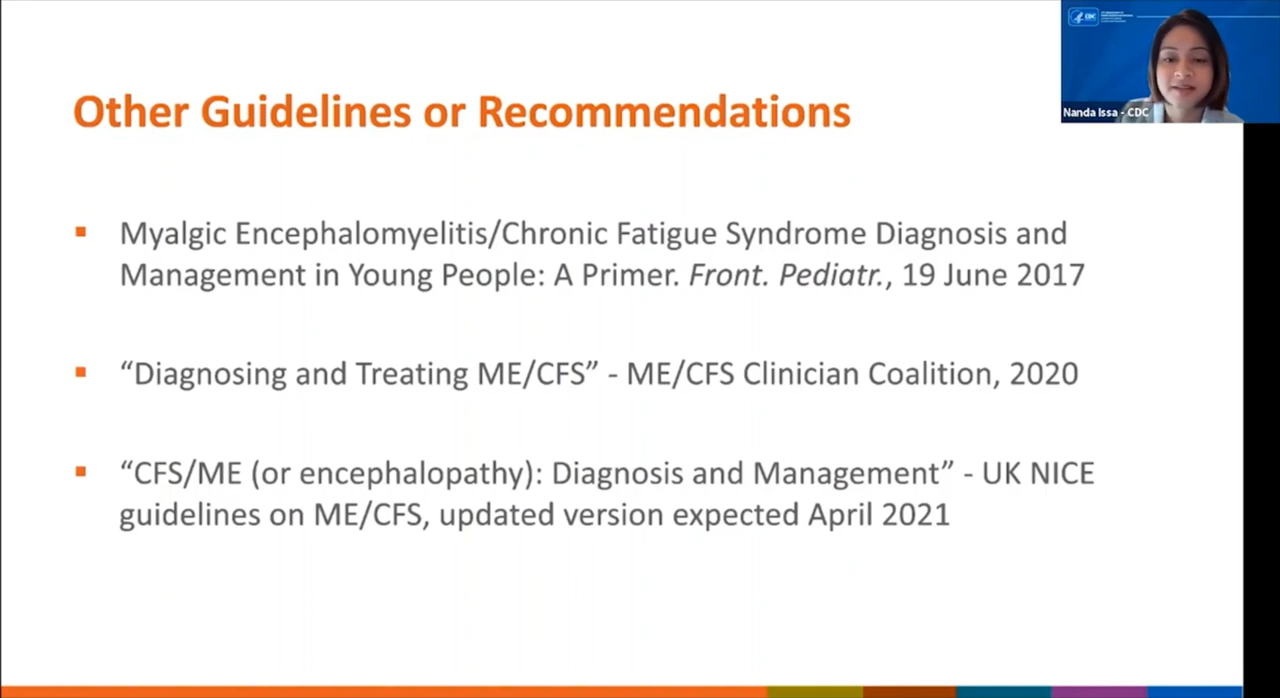 Other Guidelines or Recommendations
CDC
Nanda Issa - CDC
▪ Myalgic Encephalomyelitis/Chronic Fatigue Syndrome Diagnosis and
Management in Young People: A Primer. Front. Pediatr., 19 June 2017
▪ “Diagnosing and Treating ME/CFS” - ME/CFS Clinician Coalition, 2020
▪ “CFS/ME (or encephalopathy): Diagnosis and Management” - UK NICE
guidelines on ME/CFS, updated version expected April 2021